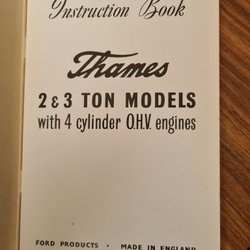 Instruction Book
Thames
2 & 3 TON MODELS
with 4 cylinder O.H.V. engines
FORD PRODUCTS · MADE IN ENGLAND